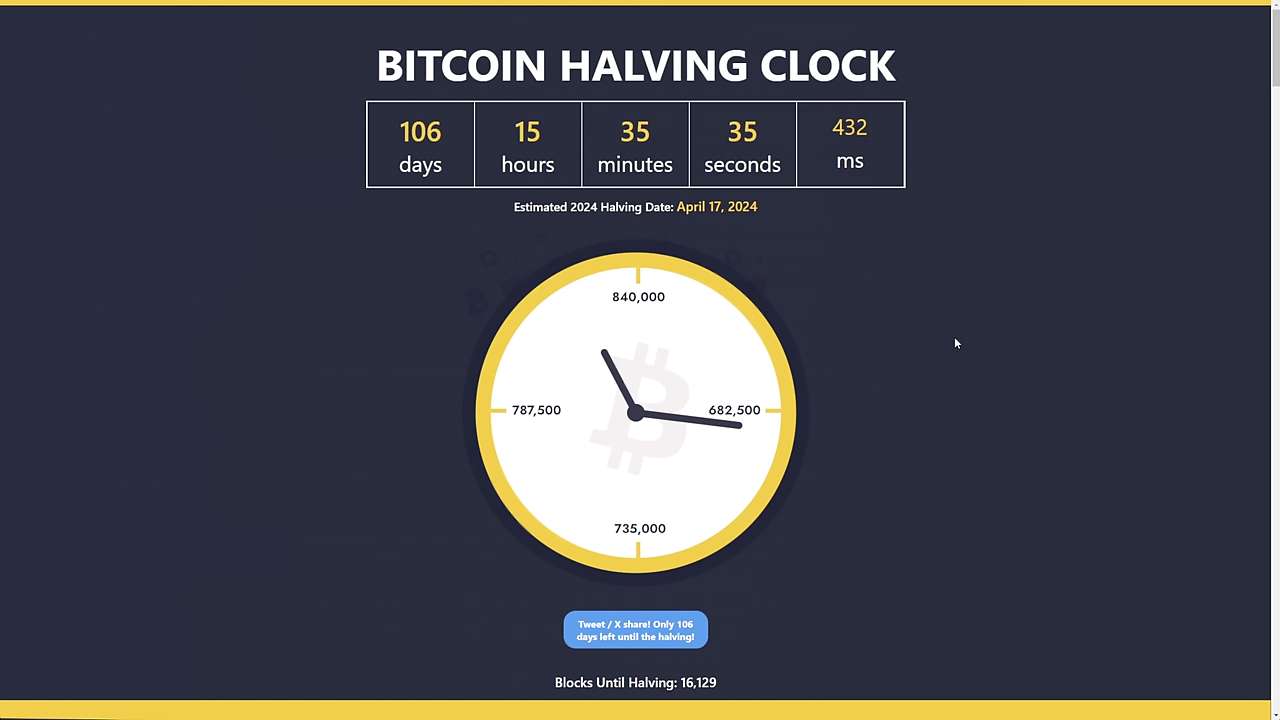 BITCOIN HALVING CLOCK
106 15 35 35 432
days hours minutes seconds ms
Estimated 2024 Halving Date: April 17, 2024
840,000
787,500 682,500
735,000
Tweet / X share! Only 106
days left until the halving!
Blocks Until Halving: 16,129